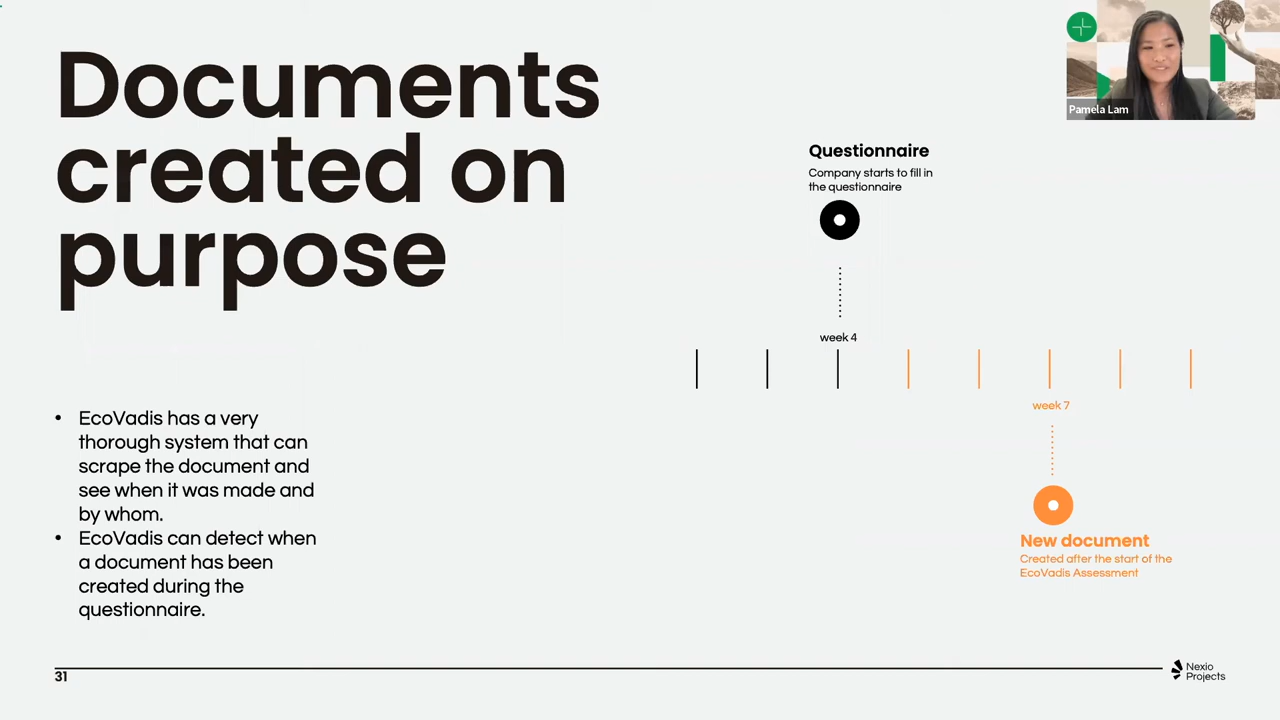 Documents
created on
purpose
Pamela Lam
Questionnaire
Company starts to fill in
the questionnaire
week 4
week 7
New document
Created after the start of the
EcoVadis Assessment
• EcoVadis has a very
thorough system that can
scrape the document and
see when it was made and
by whom.
• EcoVadis can detect when
a document has been
created during the
questionnaire.
31
Nexio
Projects